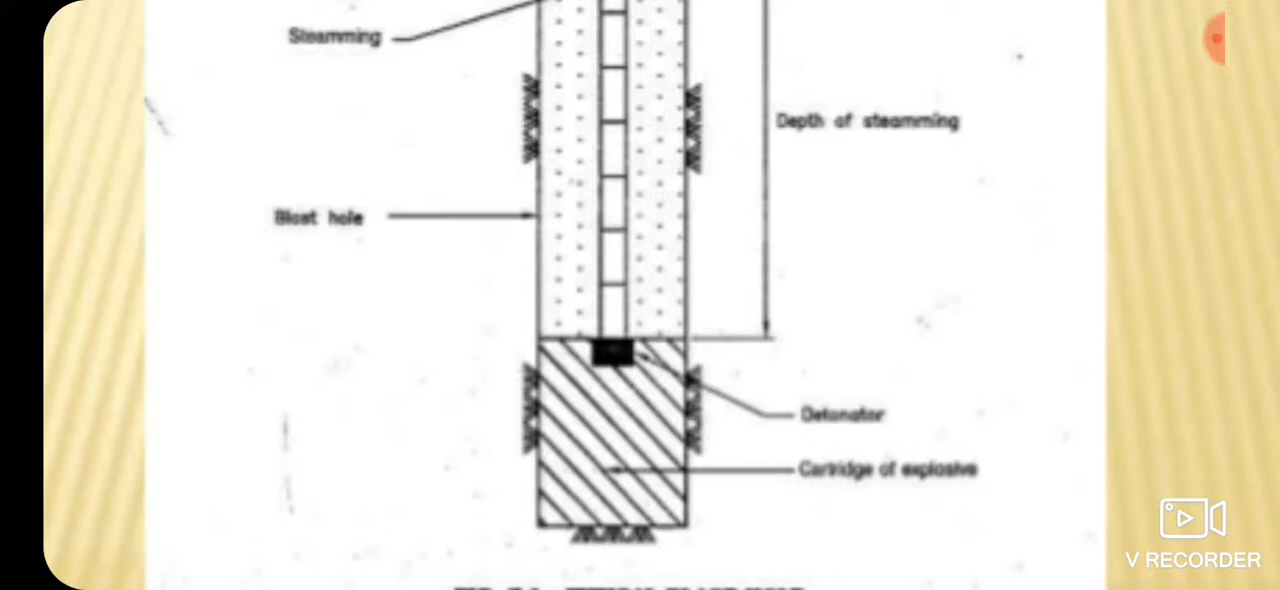 Steamming
Depth of steamming
Blast hole
Detonator
Cartridge of explosive
V RECORDER